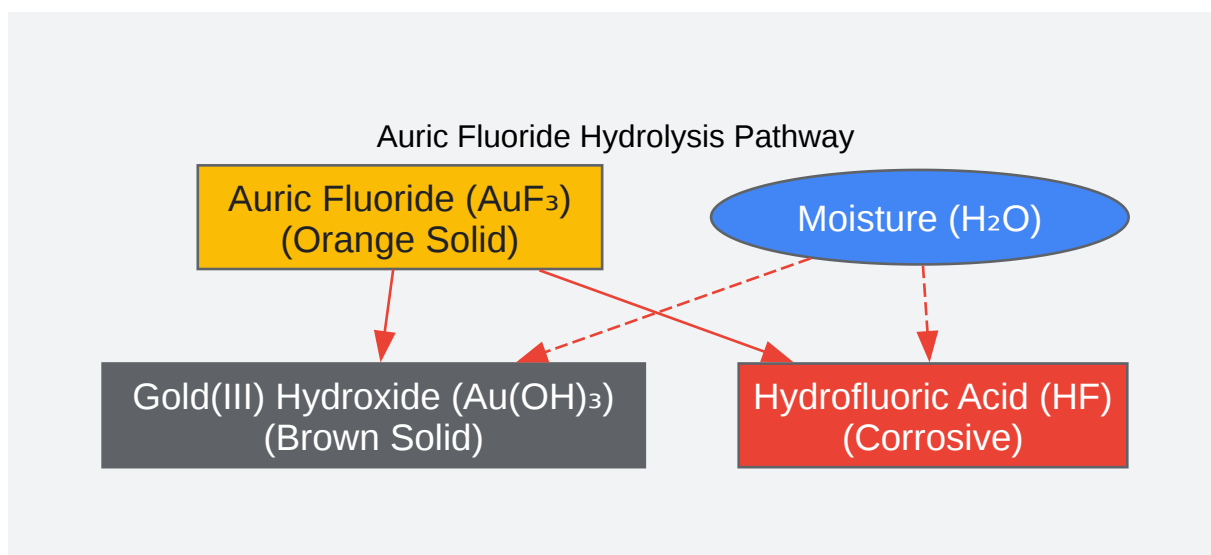 Auric Fluoride Hydrolysis Pathway
Auric Fluoride (AuF₃)
(Orange Solid)
Moisture (H₂O)
Gold(III) Hydroxide (Au(OH)₃)
(Brown Solid)
Hydrofluoric Acid (HF)
(Corrosive)